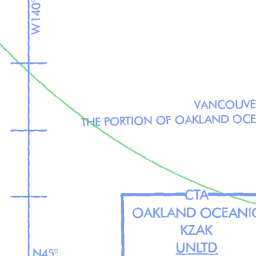 W140°
VANCOUVE
THE PORTION OF OAKLAND OCE
CTA
OAKLAND OCEANIC
KZAK
UNLTD
N45°